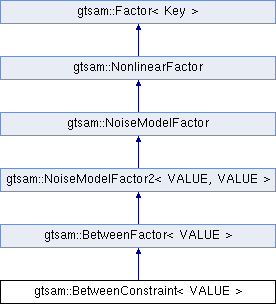 gtsam::Factor< Key >
gtsam::NonlinearFactor
gtsam::NoiseModelFactor
gtsam::NoiseModelFactor2< VALUE, VALUE >
gtsam::BetweenFactor< VALUE >
gtsam::BetweenConstraint< VALUE >